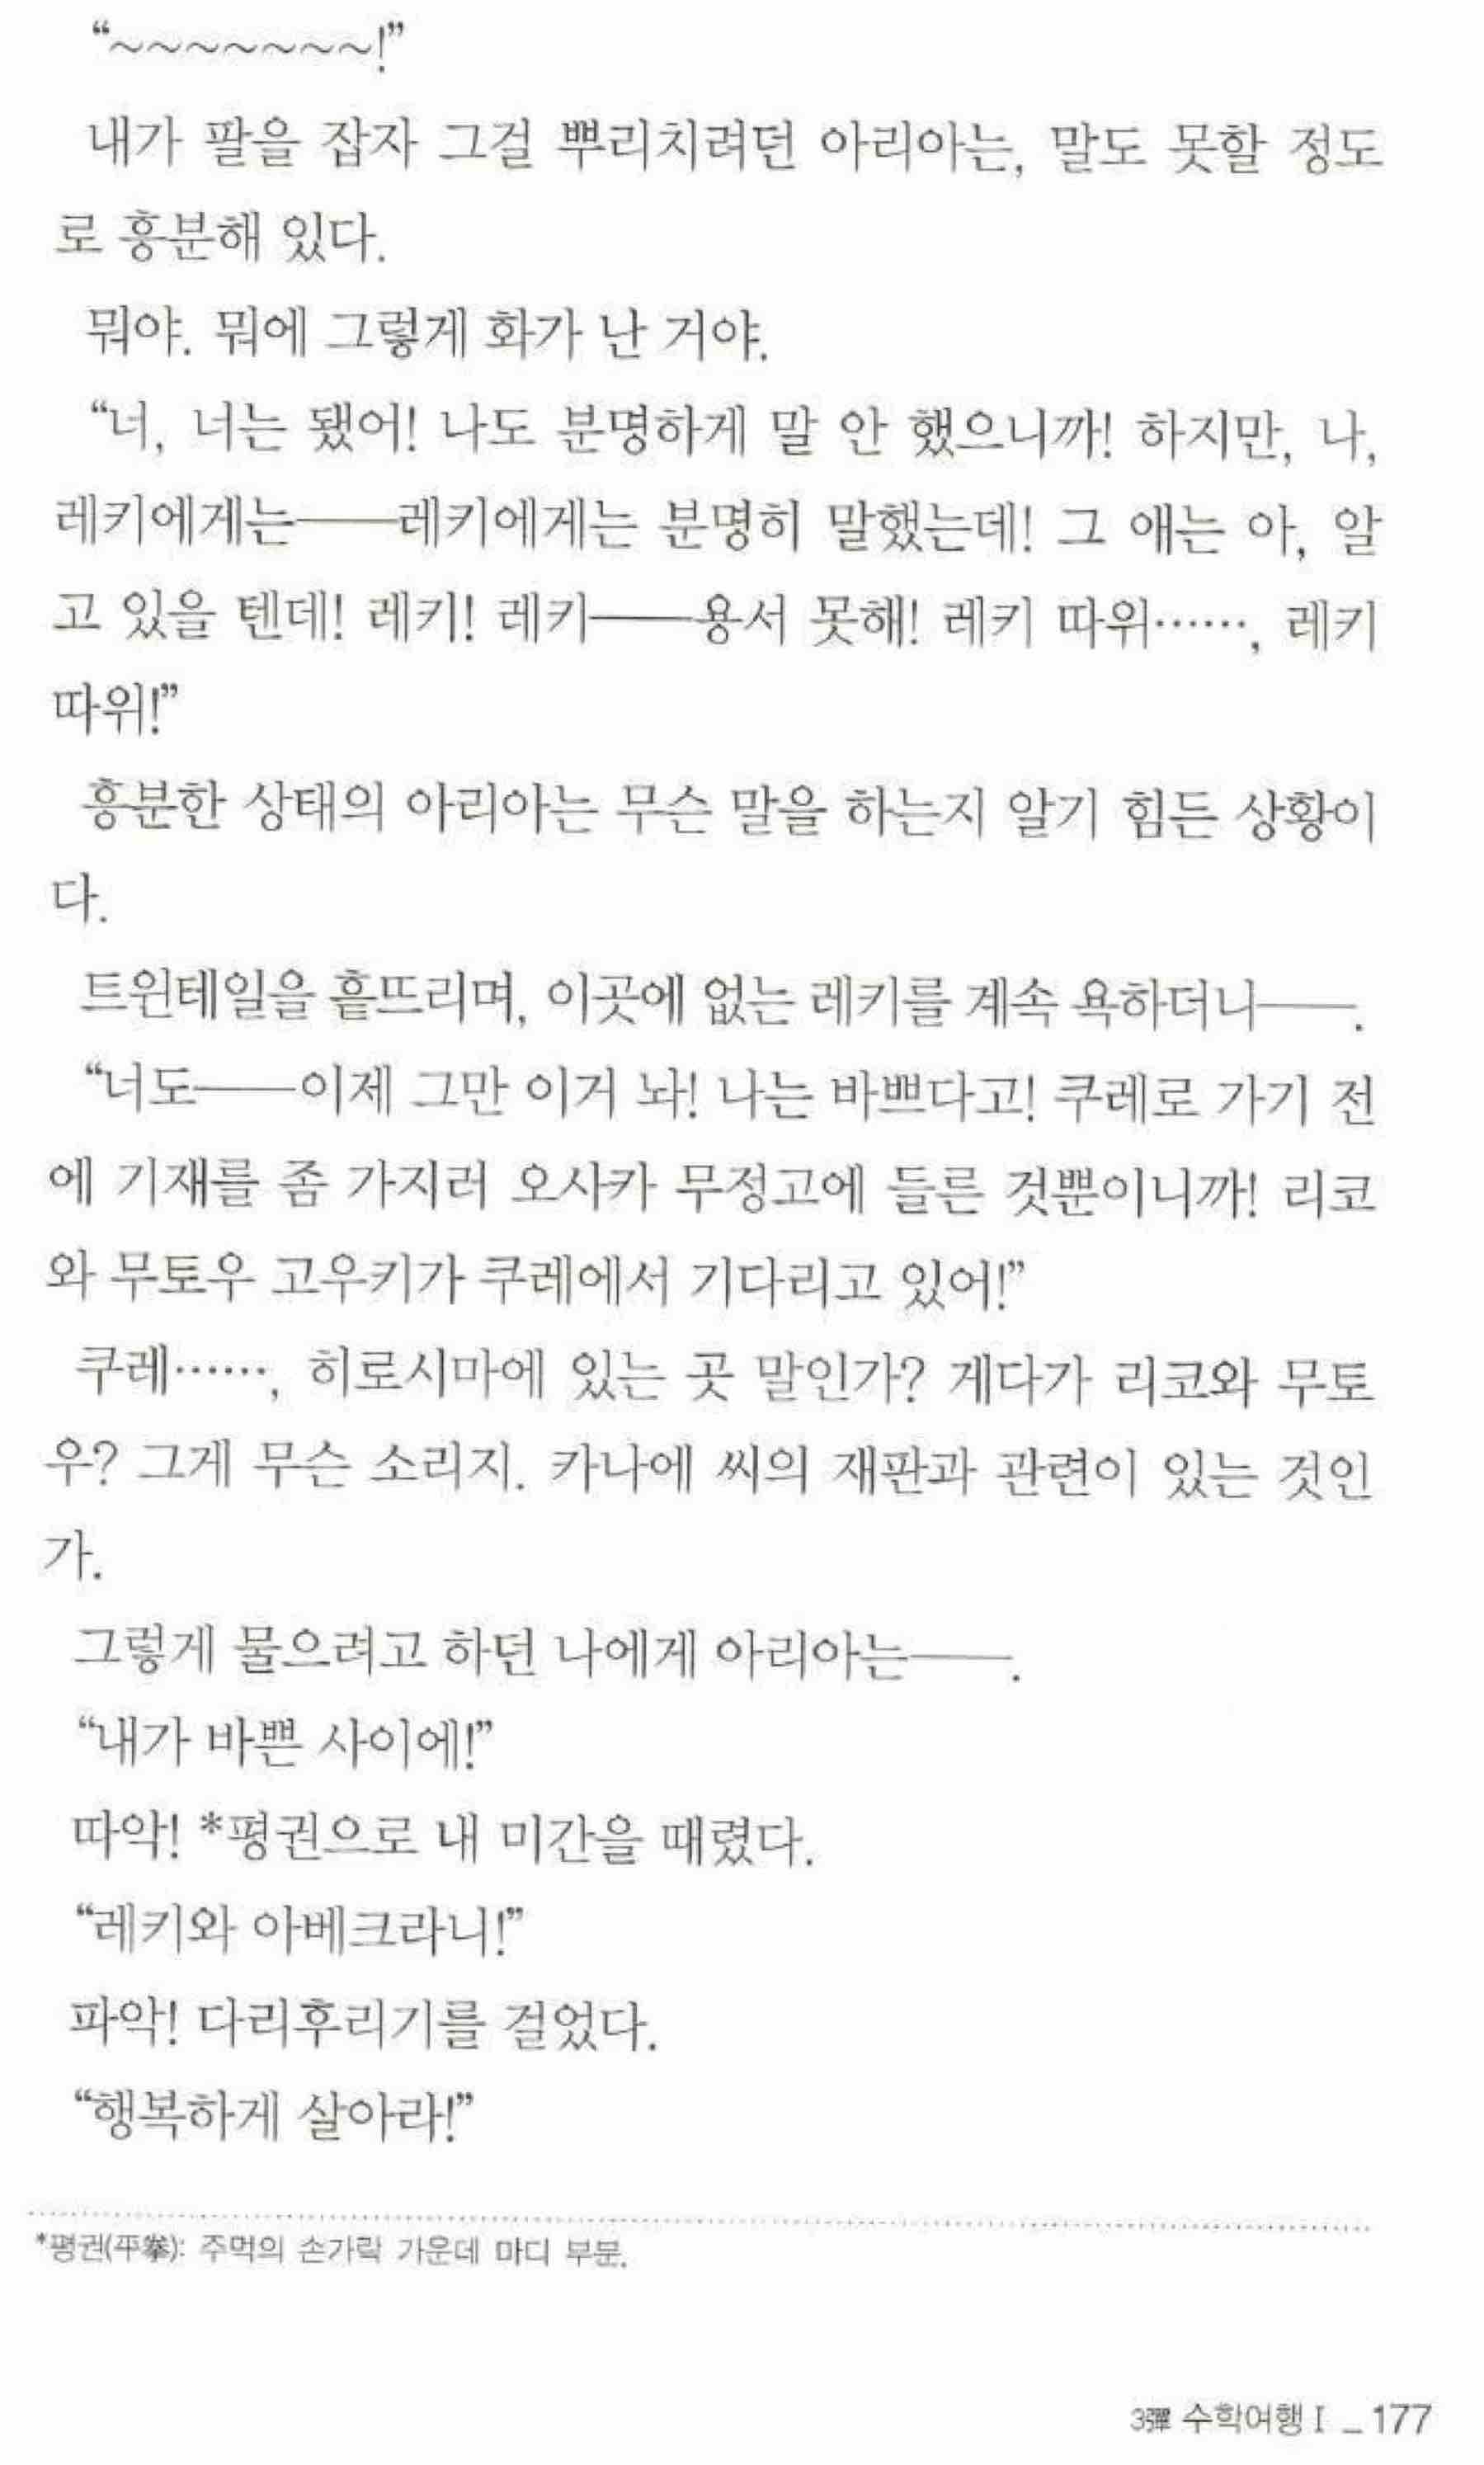 “~~~~~~~!”
내가 팔을 잡자 그걸 뿌리치려던 아리아는, 말도 못할 정도
로 흥분해 있다.
뭐야. 뭐에 그렇게 화가 난 거야.
“너, 너는 됐어! 나도 분명하게 말 안 했으니까! 하지만, 나,
레키에게는──레키에게는 분명히 말했는데! 그 애는 아, 알
고 있을 텐데! 레키! 레키──용서 못해! 레키 따위……, 레키
따위!”
흥분한 상태의 아리아는 무슨 말을 하는지 알기 힘든 상황이
다.
트윈테일을 흩뜨리며, 이곳에 없는 레키를 계속 욕하더니──.
“너도──이제 그만 이거 놔! 나는 바쁘다고! 쿠레로 가기 전
에 기재를 좀 가지러 오사카 무정고에 들른 것뿐이니까! 리코
와 무토우 고우키가 쿠레에서 기다리고 있어!”
쿠레……, 히로시마에 있는 곳 말인가? 게다가 리코와 무토
우? 그게 무슨 소리지. 카나에 씨의 재판과 관련이 있는 것인
가.
그렇게 물으려고 하던 나에게 아리아는──.
“내가 바쁜 사이에!”
따악! *평권으로 내 미간을 때렸다.
“레키와 아베크라니!”
파악! 다리후리기를 걸었다.
“행복하게 살아라!”
*평권(平拳): 주먹의 손가락 가운데 마디 부분.
3彈 수학여행 I _ 177